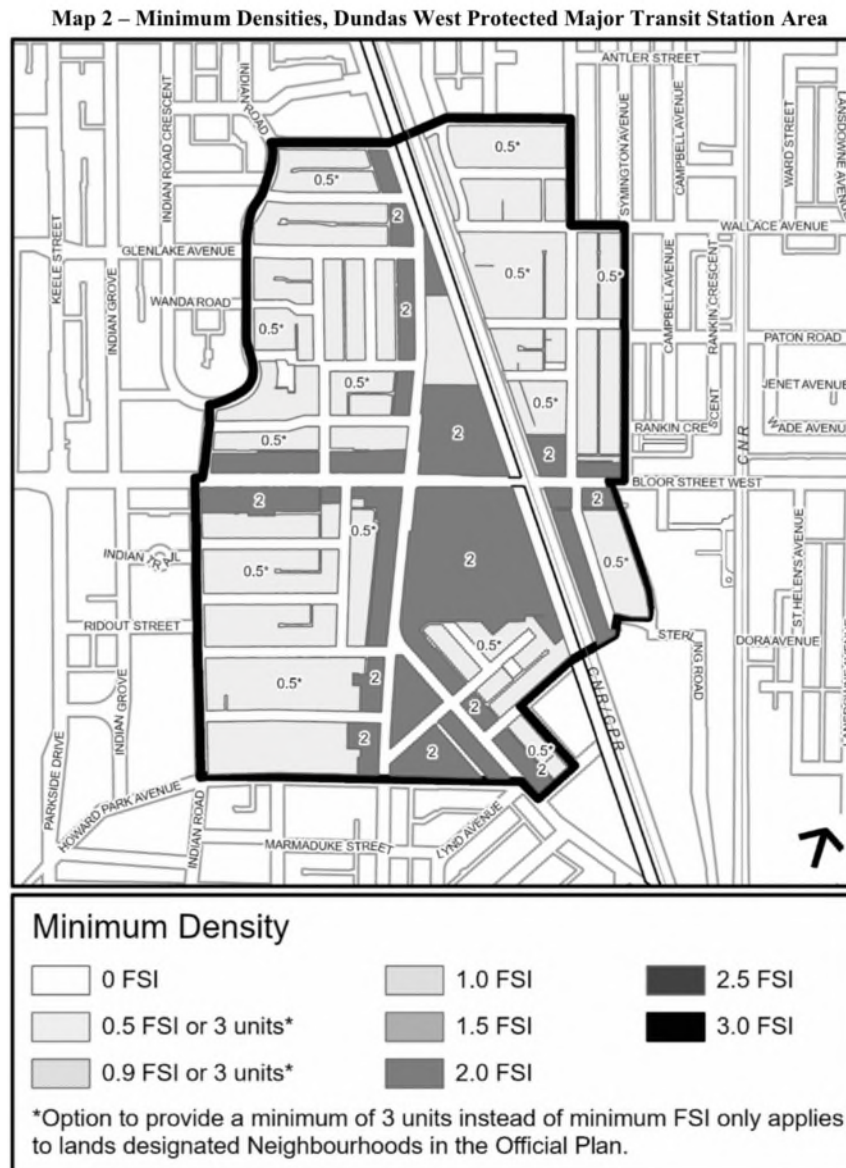 Map 2 – Minimum Densities, Dundas West Protected Major Transit Station Area
ANTLER STREET
INDIAN ROAD
INDIAN ROAD CRESCENT
SYMINGTON AVENUE
CAMPBELL AVENUE
WARD STREET
LANSDOWNE AVENUE
0.5*
0.5*
2
WALLACE AVENUE
KEELE STREET
GLENLAKE AVENUE
0.5*
0.5*
INDIAN GROVE
WANDA ROAD
2
CAMPBELL AVENUE
RANKIN CRESCENT
0.5*
PATON ROAD
0.5*
0.5*
JENET AVENUE
WADE AVENUE
RANKIN CRESCENT
0.5*
2
2
CNR
2
2
BLOOR STREET WEST
0.5*
INDIAN TRAIL
0.5*
2
0.5*
ST HELEN'S AVENUE
RIDOUT STREET
0.5*
STERLING ROAD
DORA AVENUE
INDIAN GROVE
0.5*
2
CNR/CPR
2
PARKSIDE DRIVE
2
2
0.5*
2
HOWARD PARK AVENUE
INDIAN ROAD
MARMADUKE STREET
LYND AVENUE
Minimum Density
0 FSI
1.0 FSI
2.5 FSI
0.5 FSI or 3 units*
1.5 FSI
3.0 FSI
0.9 FSI or 3 units*
2.0 FSI
*Option to provide a minimum of 3 units instead of minimum FSI only applies
to lands designated Neighbourhoods in the Official Plan.